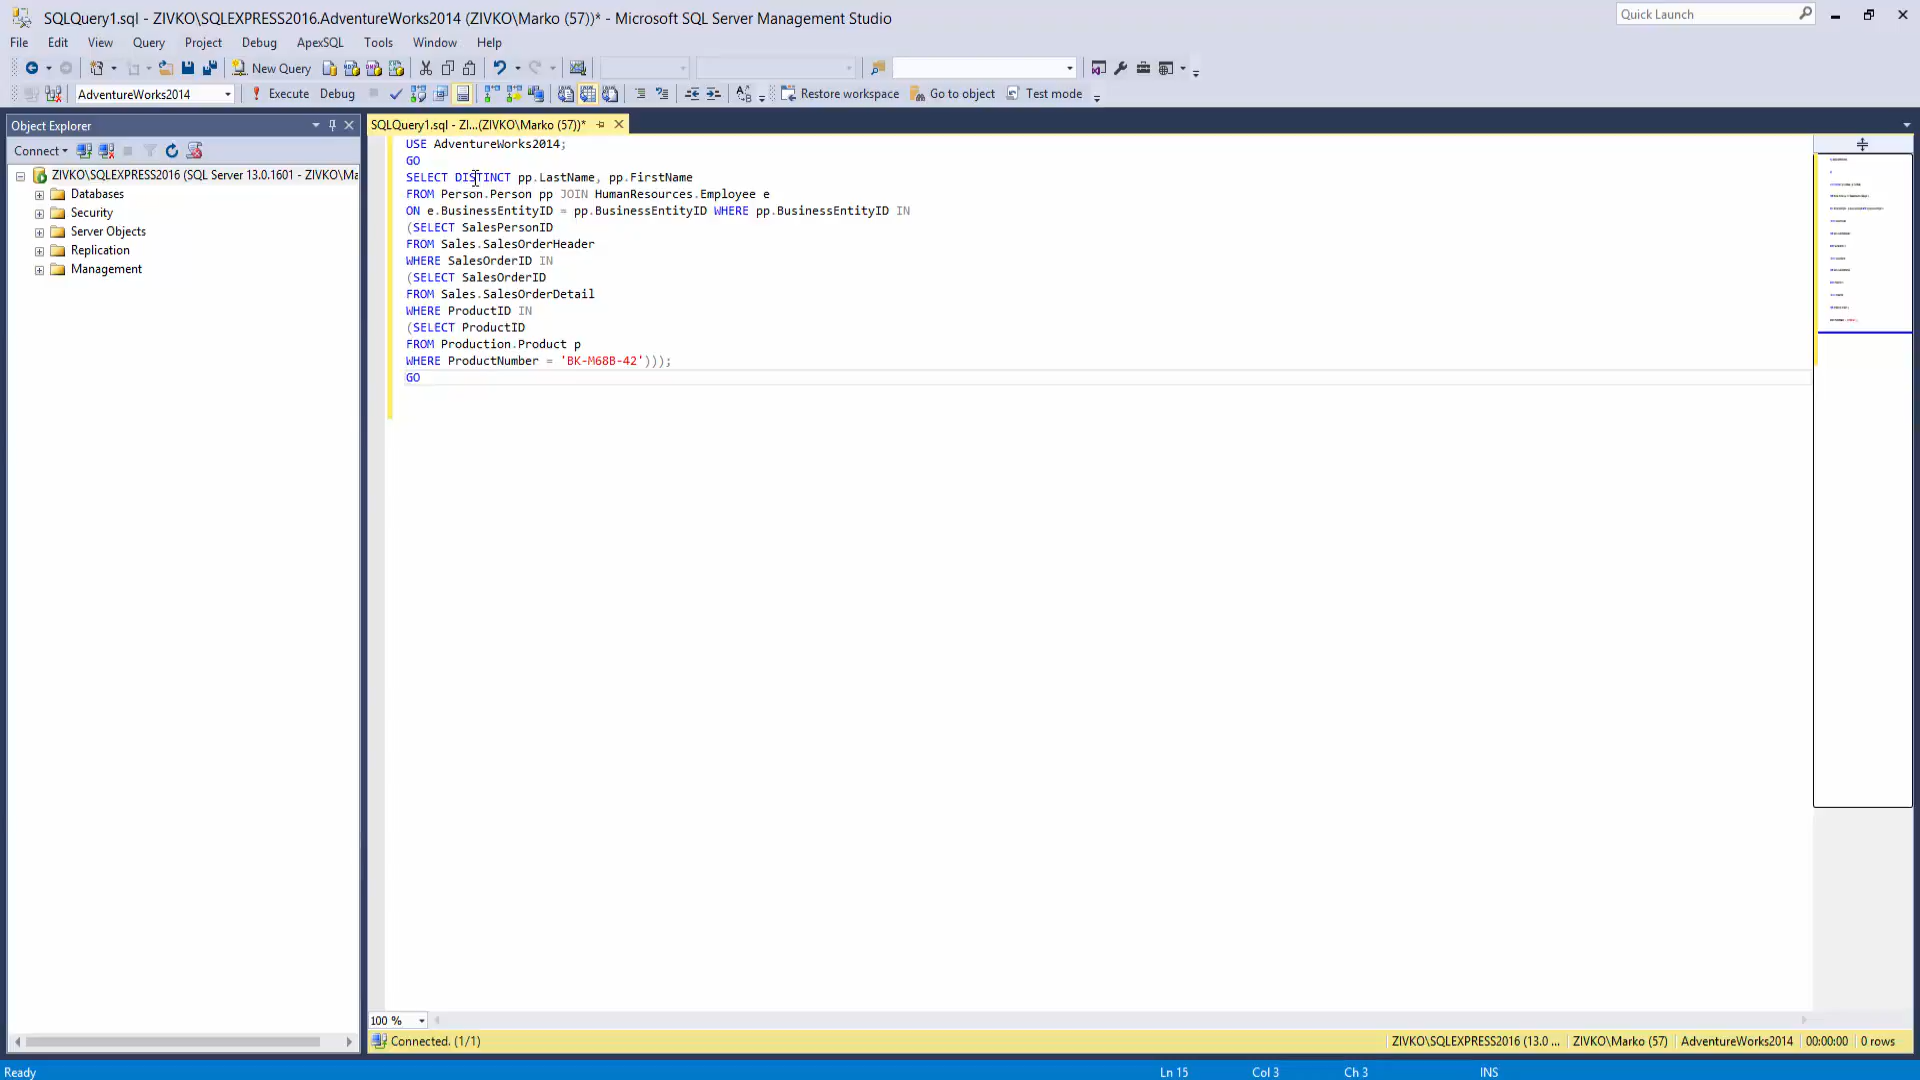 SQLQuery1.sql - ZIVKO\SQLEXPRESS2016.AdventureWorks2014 (ZIVKO\Marko (57))* - Microsoft SQL Server Management Studio
Quick Launch
File Edit View Query Project Debug ApexSQL Tools Window Help
New Query
AdventureWorks2014 Execute Debug Restore workspace Go to object Test mode
Object Explorer
SQLQuery1.sql - ZI...(ZIVKO\Marko (57))*
Connect
ZIVKO\SQLEXPRESS2016 (SQL Server 13.0.1601 - ZIVKO\Ma
Databases
Security
Server Objects
Replication
Management
USE AdventureWorks2014;
GO
SELECT DISTINCT pp.LastName, pp.FirstName
FROM Person.Person pp JOIN HumanResources.Employee e
ON e.BusinessEntityID = pp.BusinessEntityID WHERE pp.BusinessEntityID IN
(SELECT SalesPersonID
FROM Sales.SalesOrderHeader
WHERE SalesOrderID IN
(SELECT SalesOrderID
FROM Sales.SalesOrderDetail
WHERE ProductID IN
(SELECT ProductID
FROM Production.Product p
WHERE ProductNumber = 'BK-M68B-42')));
GO
100 %
Connected. (1/1)
ZIVKO\SQLEXPRESS2016 (13.0 ... ZIVKO\Marko (57) AdventureWorks2014 00:00:00 0 rows
Ready
Ln 15 Col 3 Ch 3 INS